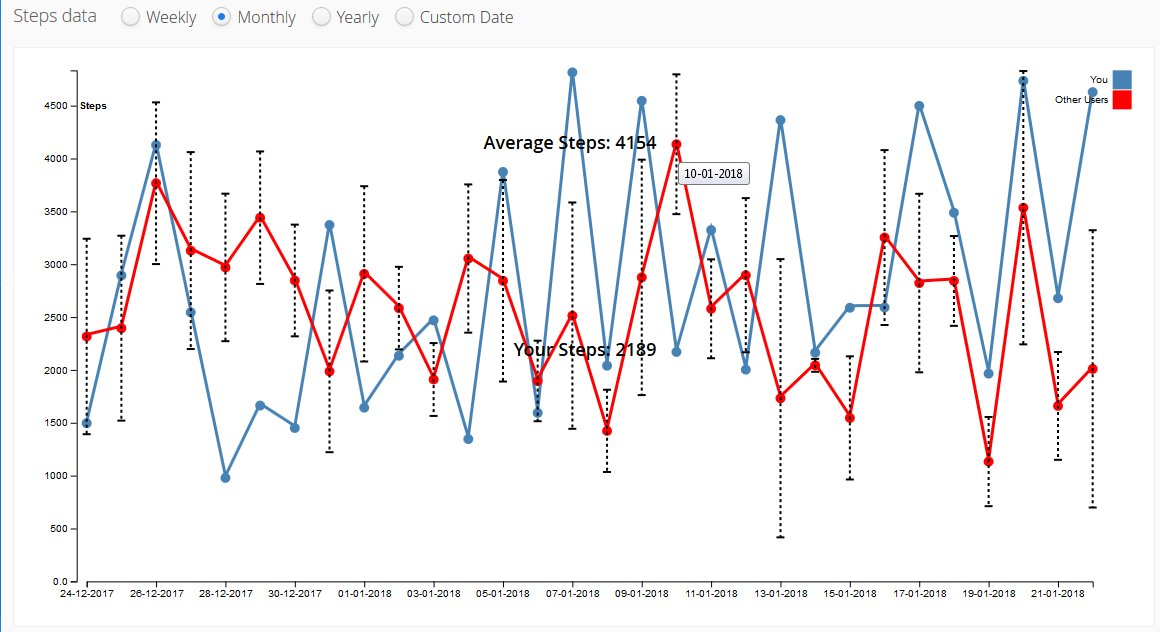 Steps data Weekly Monthly Yearly Custom Date
You
Other Users
Steps
4500
4000
3500
3000
2500
2000
1500
1000
500
0.0
Average Steps: 4154
10-01-2018
Your Steps: 2189
24-12-2017 26-12-2017 28-12-2017 30-12-2017 01-01-2018 03-01-2018 05-01-2018 07-01-2018 09-01-2018 11-01-2018 13-01-2018 15-01-2018 17-01-2018 19-01-2018 21-01-2018